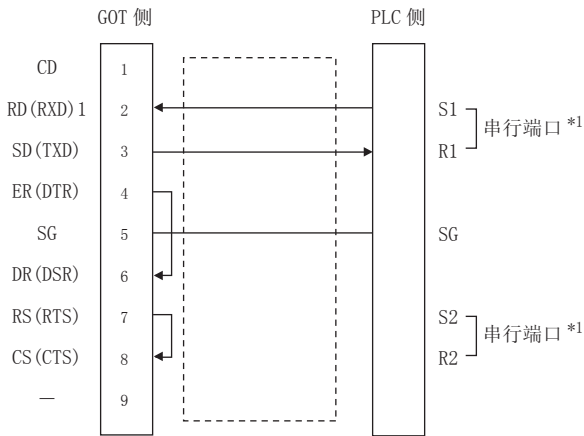 GOT 侧 PLC 侧
CD 1
RD(RXD)1 2 S1
串行端口 *1
SD(TXD) 3 R1
ER(DTR) 4
SG 5 SG
DR(DSR) 6
RS(RTS) 7 S2
串行端口 *1
CS(CTS) 8 R2
— 9